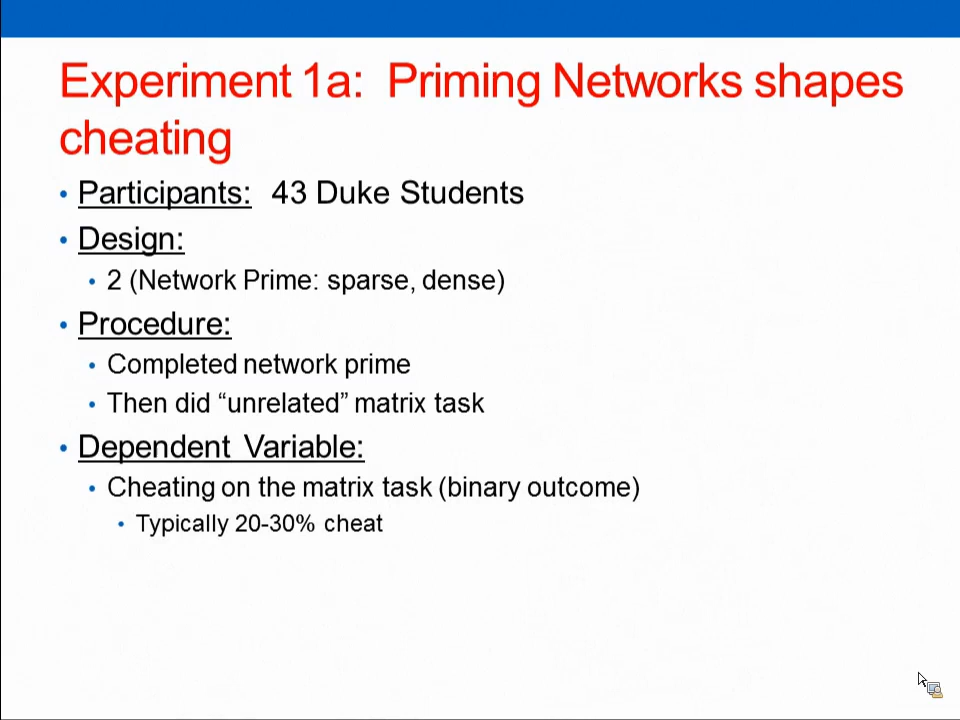 Experiment 1a:  Priming Networks shapes
cheating
• Participants:  43 Duke Students
• Design:
• 2 (Network Prime: sparse, dense)
• Procedure:
• Completed network prime
• Then did “unrelated” matrix task
• Dependent Variable:
• Cheating on the matrix task (binary outcome)
• Typically 20-30% cheat